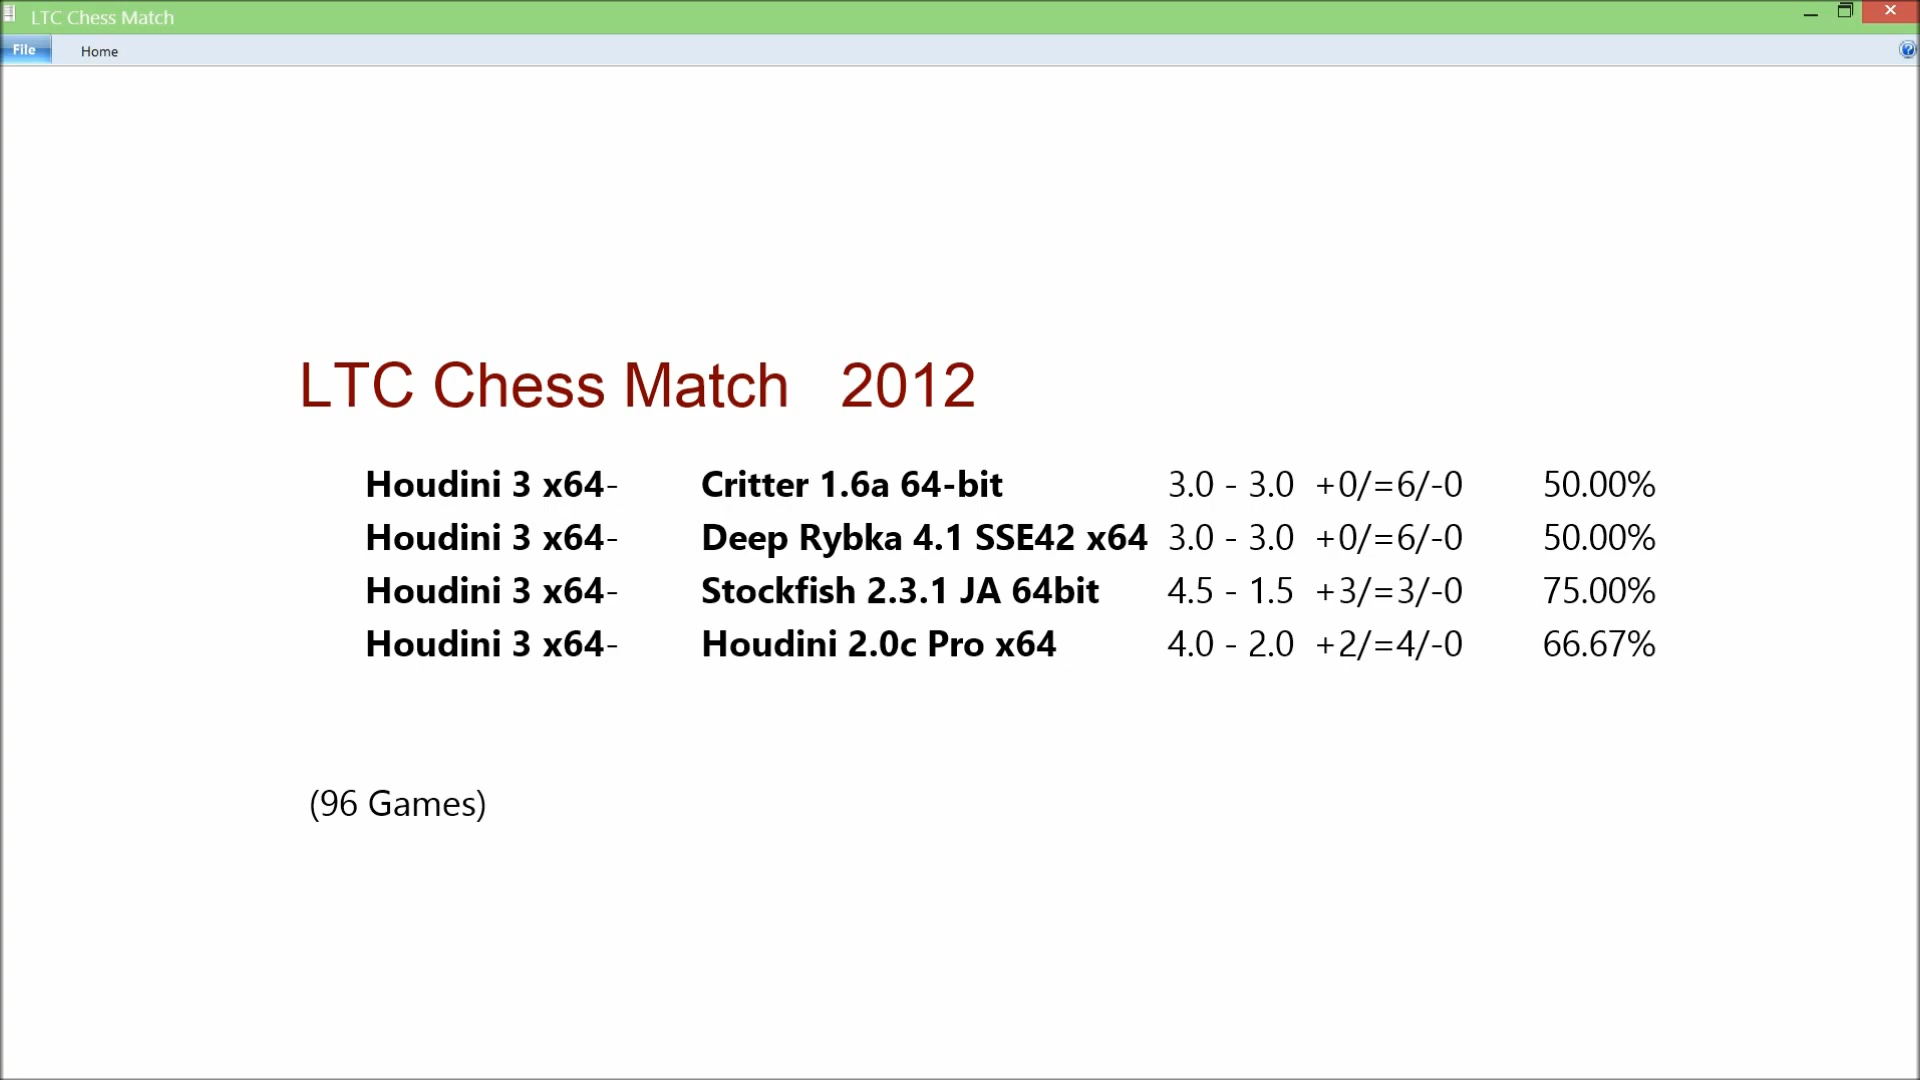 LTC Chess Match
File Home
LTC Chess Match 2012
Houdini 3 x64- Critter 1.6a 64-bit 3.0 - 3.0 +0/=6/-0 50.00%
Houdini 3 x64- Deep Rybka 4.1 SSE42 x64 3.0 - 3.0 +0/=6/-0 50.00%
Houdini 3 x64- Stockfish 2.3.1 JA 64bit 4.5 - 1.5 +3/=3/-0 75.00%
Houdini 3 x64- Houdini 2.0c Pro x64 4.0 - 2.0 +2/=4/-0 66.67%
(96 Games)